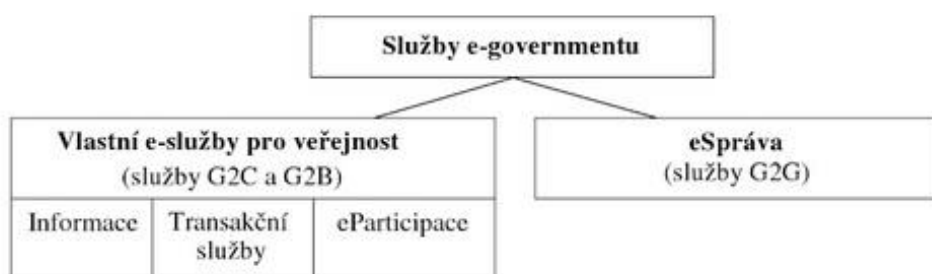 Služby e-governmentu
Vlastní e-služby pro veřejnost
(služby G2C a G2B)
eSpráva
(služby G2G)
Informace
Transakční
služby
eParticipace